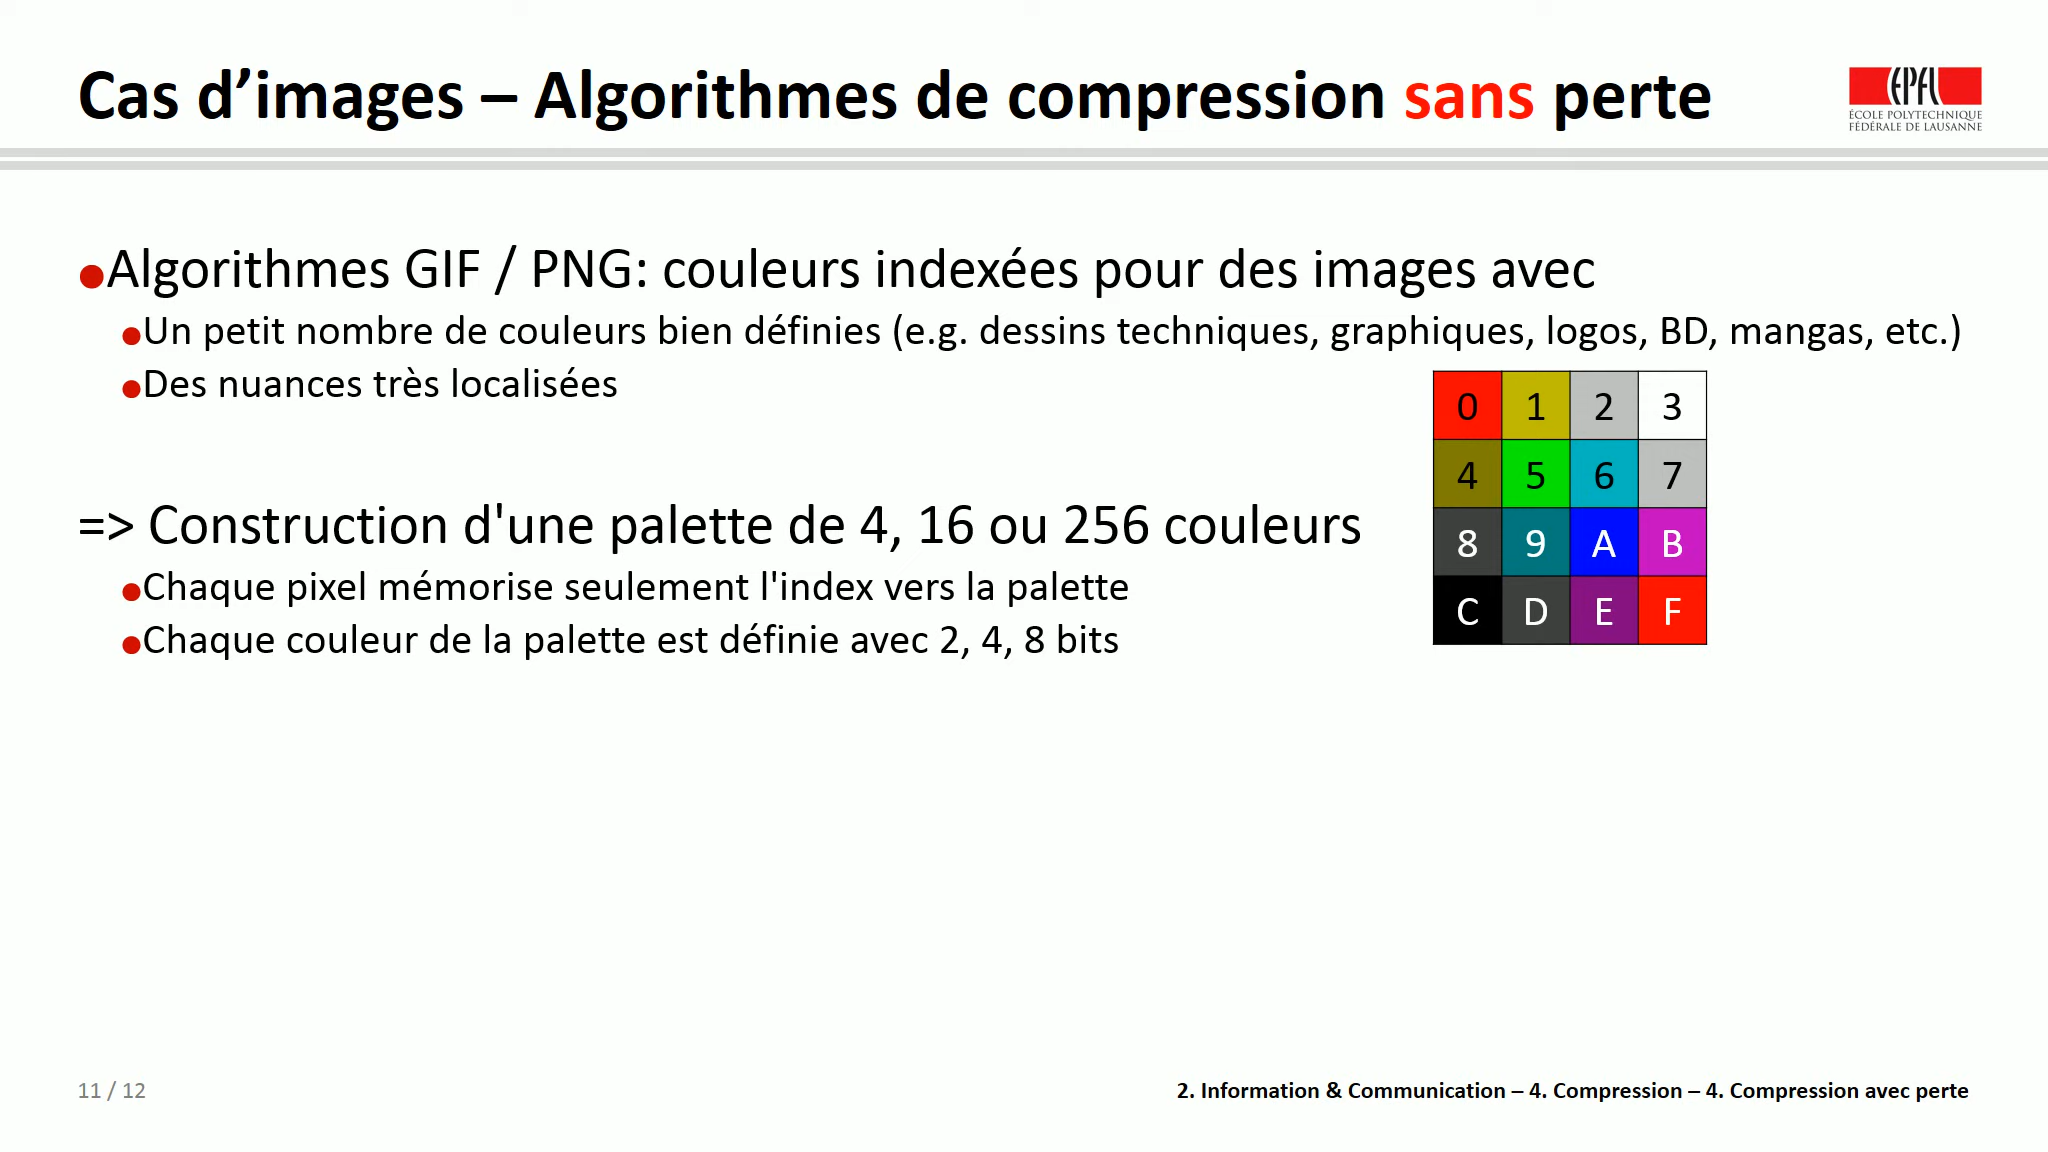 Cas d’images – Algorithmes de compression sans perte
EPFL
ÉCOLE POLYTECHNIQUE
FÉDÉRALE DE LAUSANNE
●Algorithmes GIF / PNG: couleurs indexées pour des images avec
●Un petit nombre de couleurs bien définies (e.g. dessins techniques, graphiques, logos, BD, mangas, etc.)
●Des nuances très localisées
=> Construction d'une palette de 4, 16 ou 256 couleurs
●Chaque pixel mémorise seulement l'index vers la palette
●Chaque couleur de la palette est définie avec 2, 4, 8 bits
0 1 2 3
4 5 6 7
8 9 A B
C D E F
11 / 12
2. Information & Communication – 4. Compression – 4. Compression avec perte